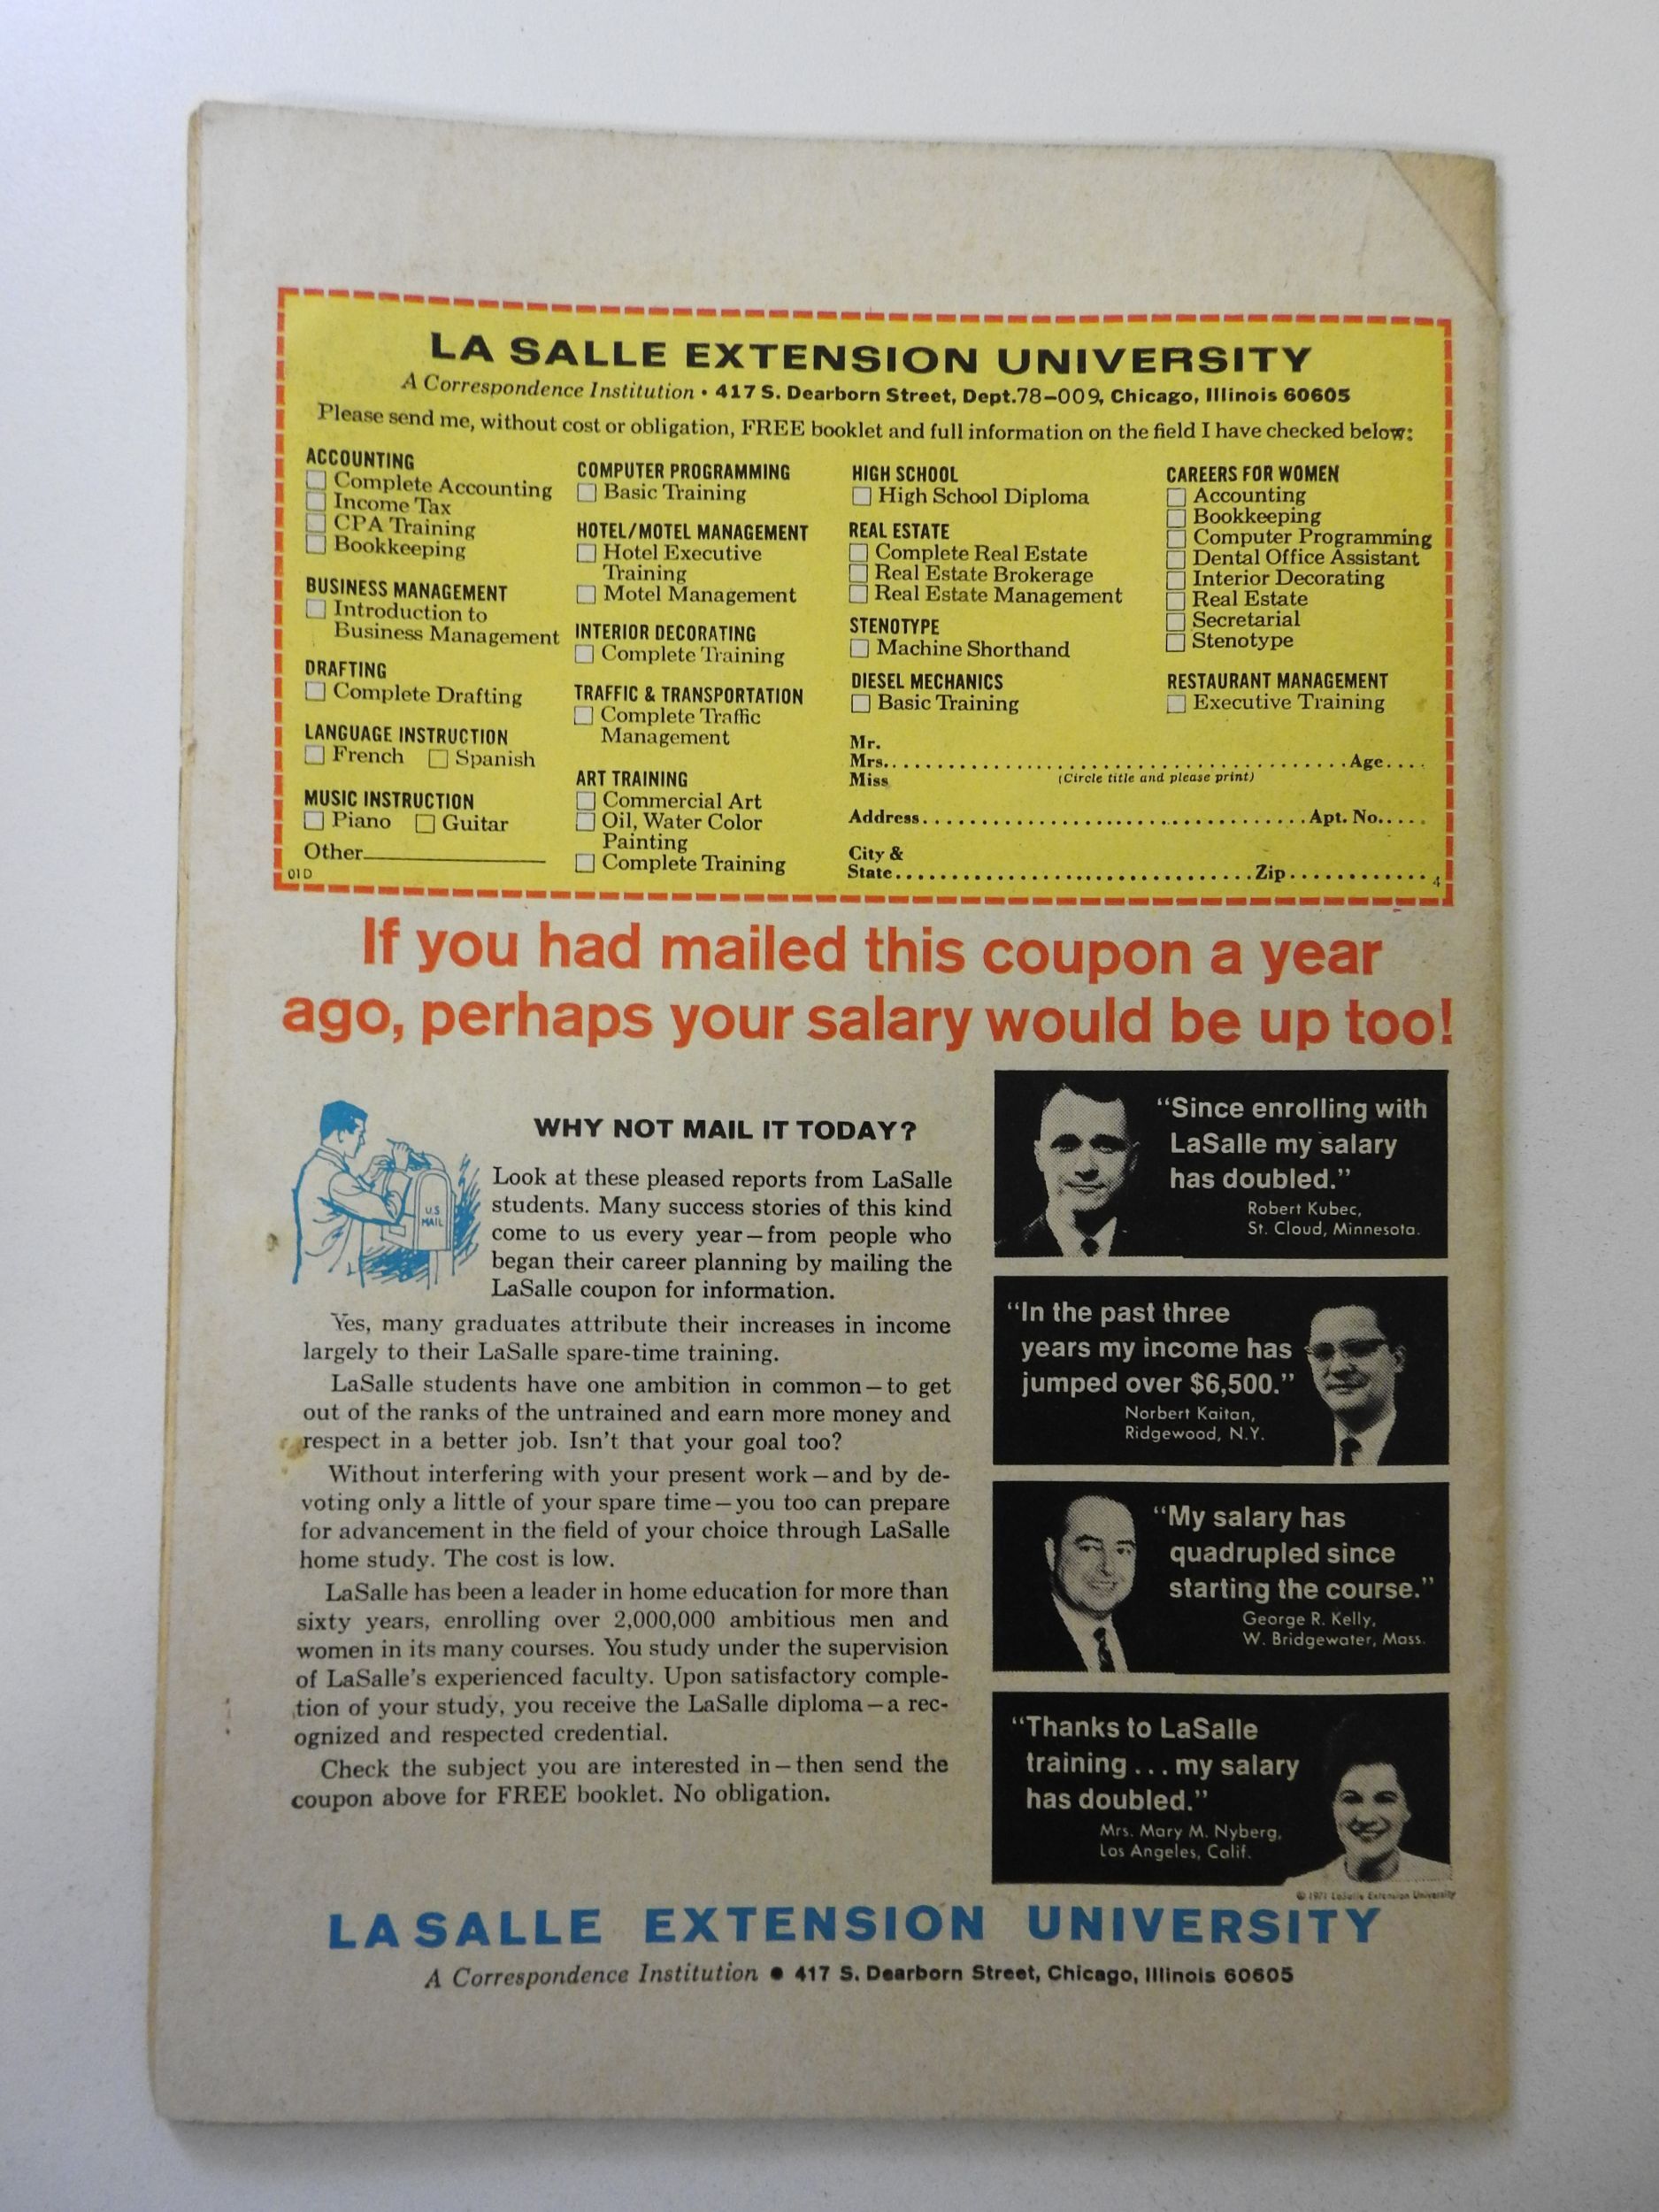 LA SALLE EXTENSION UNIVERSITY
A Correspondence Institution • 417 S. Dearborn Street, Dept.78-009, Chicago, Illinois 60605
Please send me, without cost or obligation, FREE booklet and full information on the field I have checked below:
ACCOUNTING
Complete Accounting
Income Tax
CPA Training
Bookkeeping
BUSINESS MANAGEMENT
Introduction to
Business Management
DRAFTING
Complete Drafting
LANGUAGE INSTRUCTION
French Spanish
MUSIC INSTRUCTION
Piano Guitar
Other
01D
COMPUTER PROGRAMMING
Basic Training
HOTEL/MOTEL MANAGEMENT
Hotel Executive
Training
Motel Management
INTERIOR DECORATING
Complete Training
TRAFFIC & TRANSPORTATION
Complete Traffic
Management
ART TRAINING
Commercial Art
Oil, Water Color
Painting
Complete Training
HIGH SCHOOL
High School Diploma
REAL ESTATE
Complete Real Estate
Real Estate Brokerage
Real Estate Management
STENOTYPE
Machine Shorthand
DIESEL MECHANICS
Basic Training
CAREERS FOR WOMEN
Accounting
Bookkeeping
Computer Programming
Dental Office Assistant
Interior Decorating
Real Estate
Secretarial
Stenotype
RESTAURANT MANAGEMENT
Executive Training
Mr.
Mrs. Age
Miss (Circle title and please print)
Address Apt. No.
City &
State Zip
4
If you had mailed this coupon a year
ago, perhaps your salary would be up too!
WHY NOT MAIL IT TODAY?
U.S
MAIL
Look at these pleased reports from LaSalle
students. Many success stories of this kind
come to us every year—from people who
began their career planning by mailing the
LaSalle coupon for information.
Yes, many graduates attribute their increases in income
largely to their LaSalle spare-time training.
LaSalle students have one ambition in common—to get
out of the ranks of the untrained and earn more money and
respect in a better job. Isn't that your goal too?
Without interfering with your present work—and by de-
voting only a little of your spare time—you too can prepare
for advancement in the field of your choice through LaSalle
home study. The cost is low.
LaSalle has been a leader in home education for more than
sixty years, enrolling over 2,000,000 ambitious men and
women in its many courses. You study under the supervision
of LaSalle's experienced faculty. Upon satisfactory comple-
tion of your study, you receive the LaSalle diploma—a rec-
ognized and respected credential.
Check the subject you are interested in—then send the
coupon above for FREE booklet. No obligation.
"Since enrolling with
LaSalle my salary
has doubled."
Robert Kubec,
St. Cloud, Minnesota.
"In the past three
years my income has
jumped over $6,500."
Norbert Kaitan,
Ridgewood, N.Y.
"My salary has
quadrupled since
starting the course."
George R. Kelly,
W. Bridgewater, Mass.
"Thanks to LaSalle
training . . . my salary
has doubled."
Mrs. Mary M. Nyberg,
Los Angeles, Calif.
© 1971 LaSalle Extension University
LASALLE EXTENSION UNIVERSITY
A Correspondence Institution • 417 S. Dearborn Street, Chicago, Illinois 60605